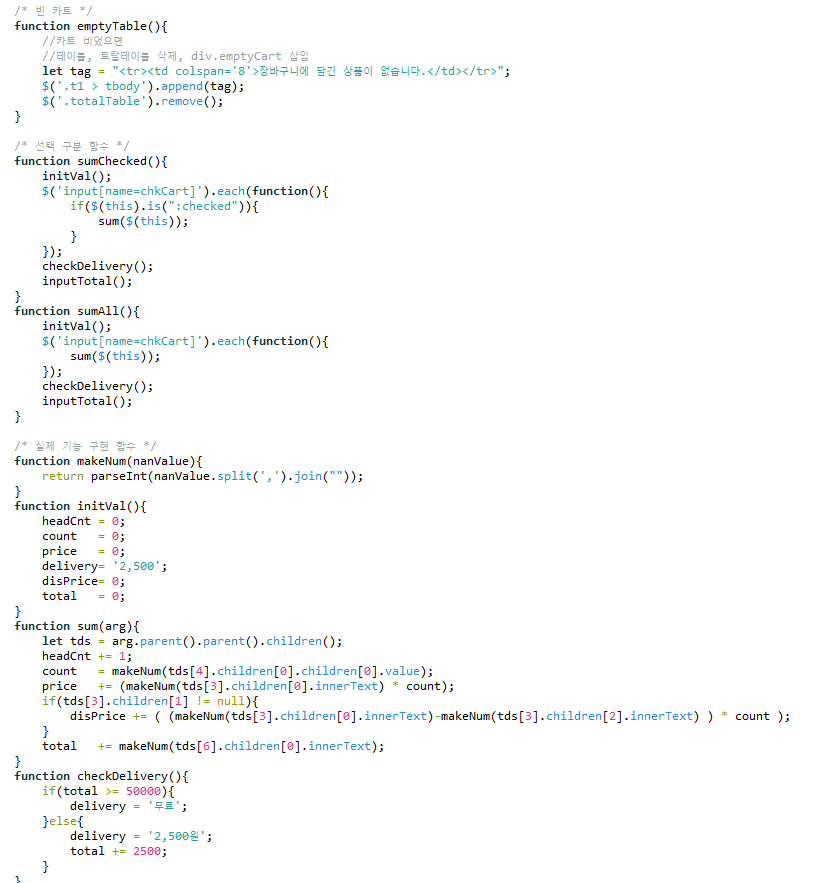 /* 빈 카트 */
function emptyTable(){
    //카트 비었으면
    //테이블, 토탈테이블 삭제, div.emptyCart 삽입
    let tag = "<tr><td colspan='8'>장바구니에 담긴 상품이 없습니다.</td></tr>";
    $('.t1 > tbody').append(tag);
    $('.totalTable').remove();
}

/* 선택 구분 함수 */
function sumChecked(){
    initVal();
    $('input[name=chkCart]').each(function(){
        if($(this).is(":checked")){
            sum($(this));
        }
    });
    checkDelivery();
    inputTotal();
}
function sumAll(){
    initVal();
    $('input[name=chkCart]').each(function(){
        sum($(this));
    });
    checkDelivery();
    inputTotal();
}

/* 실제 기능 구현 함수 */
function makeNum(nanValue){
    return parseInt(nanValue.split(',').join(""));
}
function initVal(){
    headCnt = 0;
    count   = 0;
    price   = 0;
    delivery= '2,500';
    disPrice= 0;
    total   = 0;
}
function sum(arg){
    let tds = arg.parent().parent().children();
    headCnt += 1;
    count   = makeNum(tds[4].children[0].children[0].value);
    price   += (makeNum(tds[3].children[0].innerText) * count);
    if(tds[3].children[1] != null){
        disPrice += ( (makeNum(tds[3].children[0].innerText)-makeNum(tds[3].children[2].innerText) ) * count );
    }
    total   += makeNum(tds[6].children[0].innerText);
}
function checkDelivery(){
    if(total >= 50000){
        delivery = '무료';
    }else{
        delivery = '2,500원';
        total += 2500;
    }
}